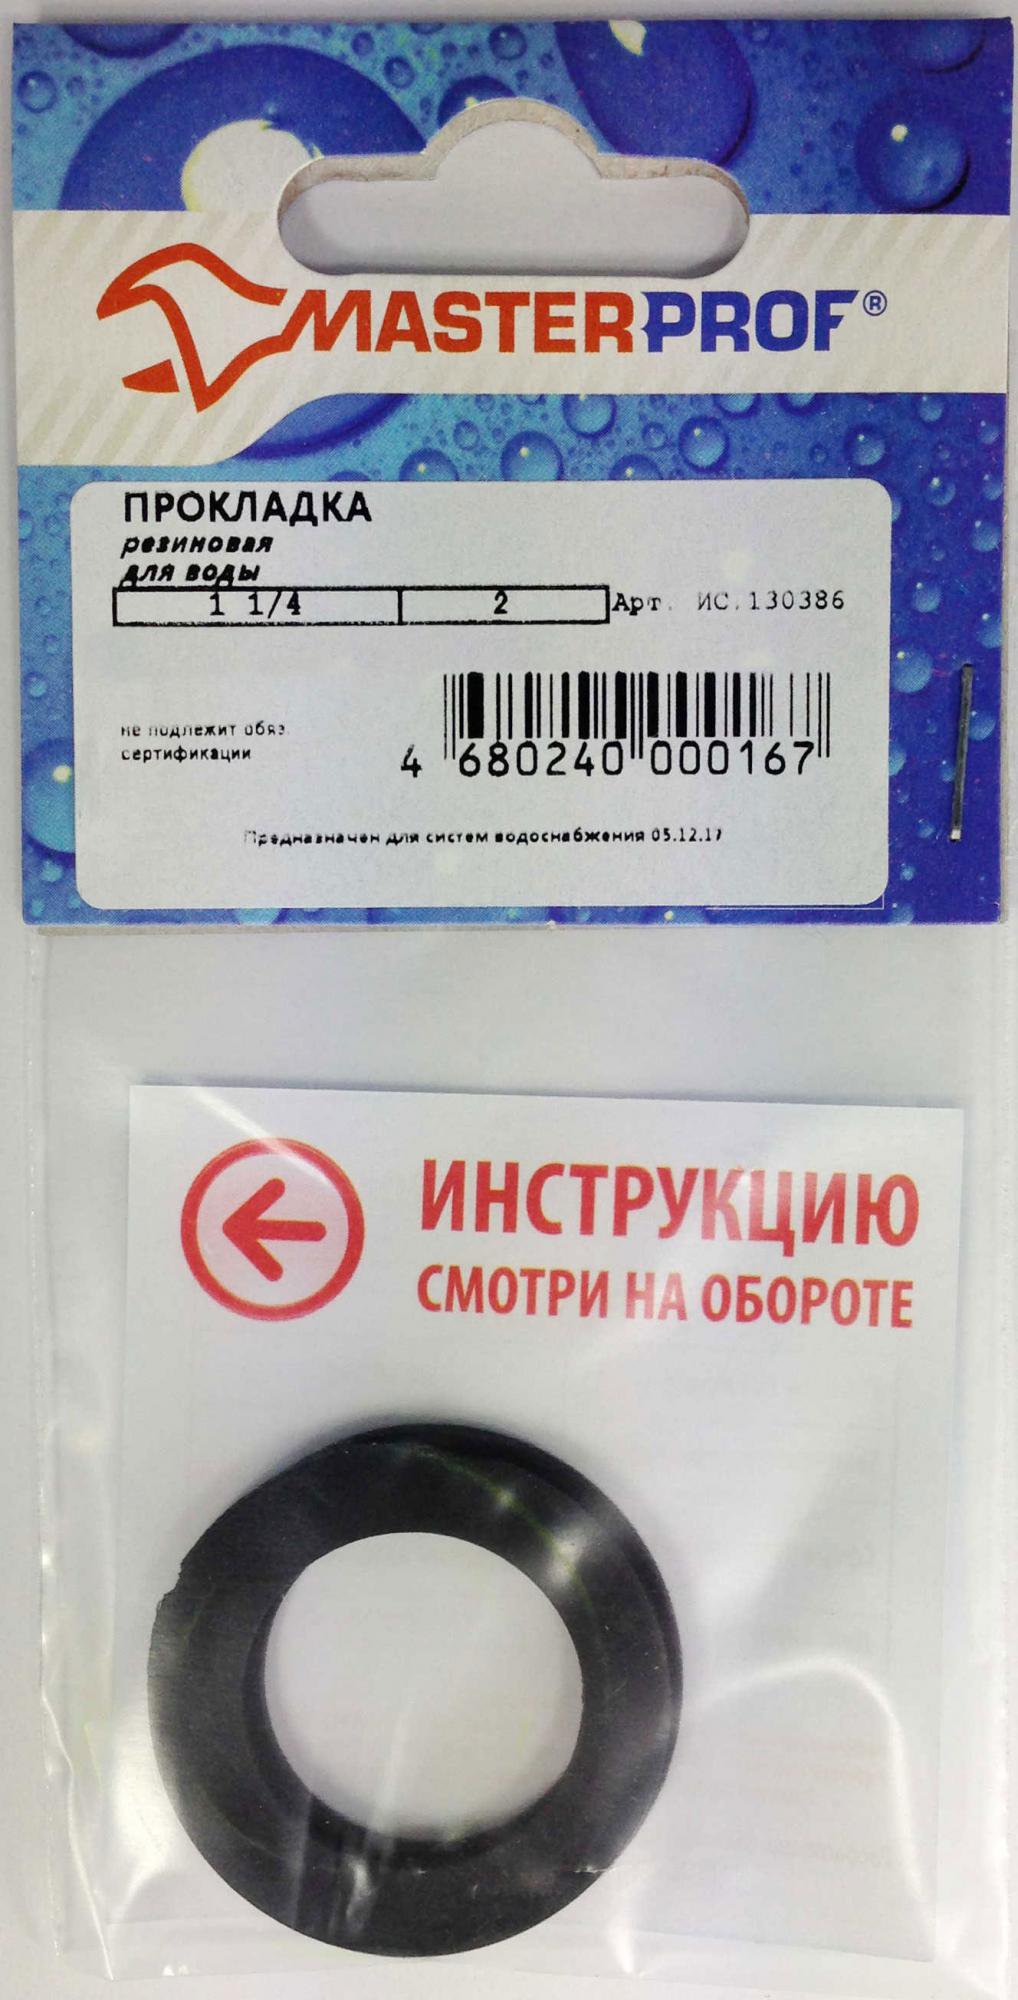 MASTERPROF®
ПРОКЛАДКА
резиновая
для воды
1 1/4 2 Арт. ИС.130386
не подлежит обяз.
сертификации
4 680240 000167
Предназначен для систем водоснабжения 05.12.17
ИНСТРУКЦИЮ
СМОТРИ НА ОБОРОТЕ